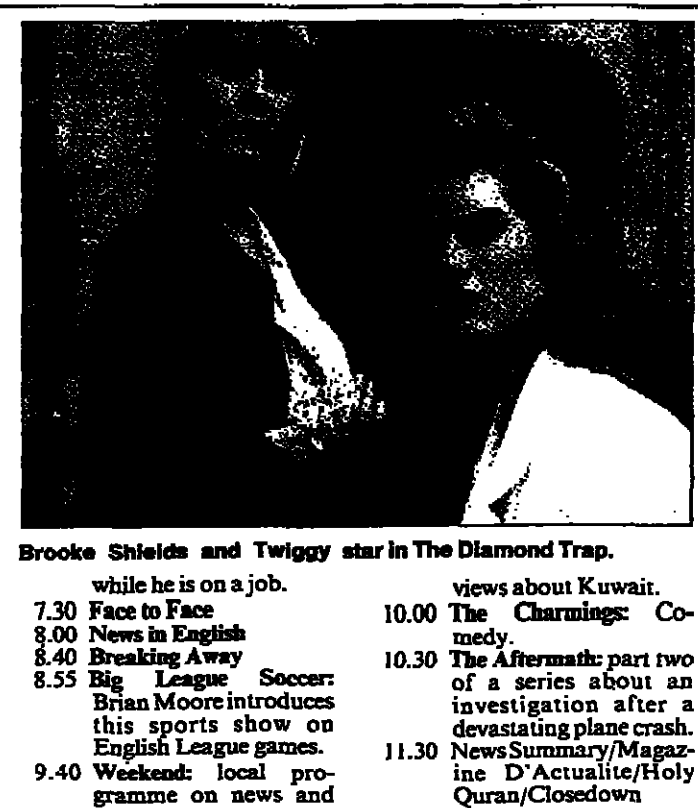 Brooke Shields and Twiggy star in The Diamond Trap.
while he is on a job.
7.30 Face to Face
8.00 News in English
8.40 Breaking Away
8.55 Big League Soccer:
Brian Moore introduces
this sports show on
English League games.
9.40 Weekend: local pro-
gramme on news and
views about Kuwait.
10.00 The Charmings: Co-
medy.
10.30 The Aftermath: part two
of a series about an
investigation after a
devastating plane crash.
11.30 News Summary/Magaz-
ine D'Actualite/Holy
Quran/Closedown